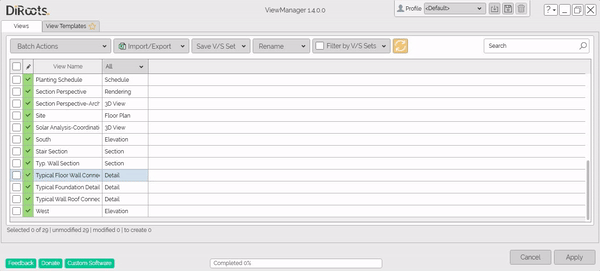 DiRoots.
ViewManager 1.4.0.0
Profile <Default>
?
Views View Templates
Batch Actions Import/Export Save V/S Set Rename Filter by V/S Sets Search
View Name All
Planting Schedule Schedule
Section Perspective Rendering
Section Perspective-Arch 3D View
Site Floor Plan
Solar Analysis-Coordinati 3D View
South Elevation
Stair Section Section
Typ. Wall Section Section
Typical Floor Wall Connec Detail
Typical Foundation Detail Detail
Typical Wall Roof Connec Detail
West Elevation
Selected 0 of 29 | unmodified 29 | modified 0 | to create 0
Cancel Apply
Feedback Donate Custom Software Completed 0%